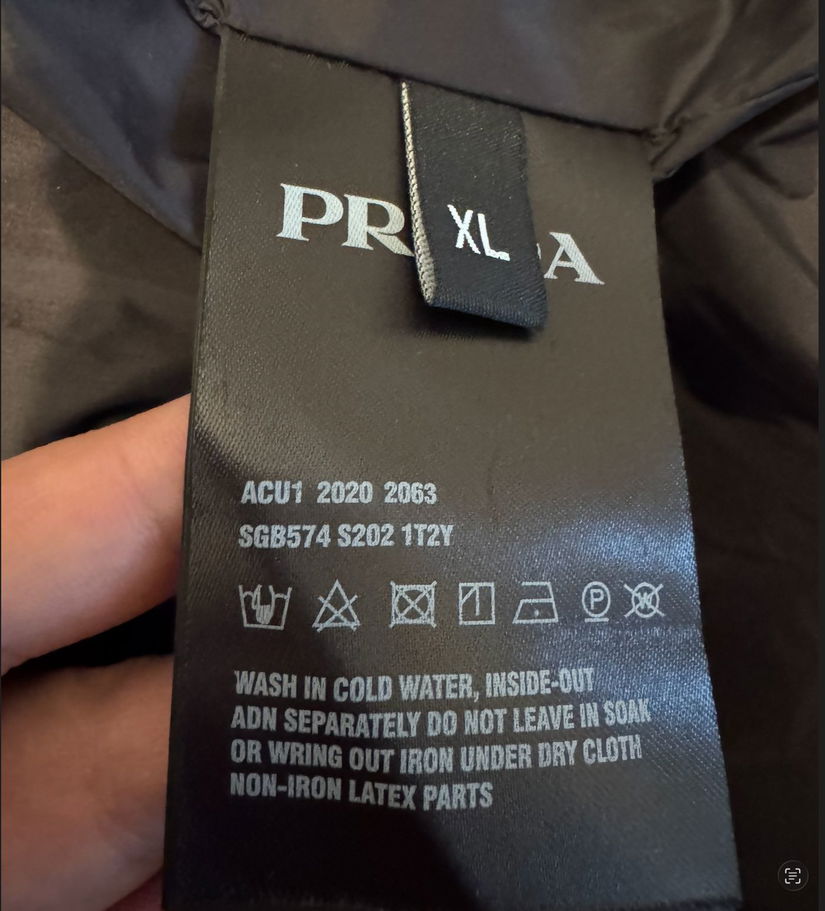 PR
A
XL
ACU1 2020 2063
SGB574 S202 1T2Y
1
P
W
WASH IN COLD WATER, INSIDE-OUT
ADN SEPARATELY DO NOT LEAVE IN SOAK
OR WRING OUT IRON UNDER DRY CLOTH
NON-IRON LATEX PARTS